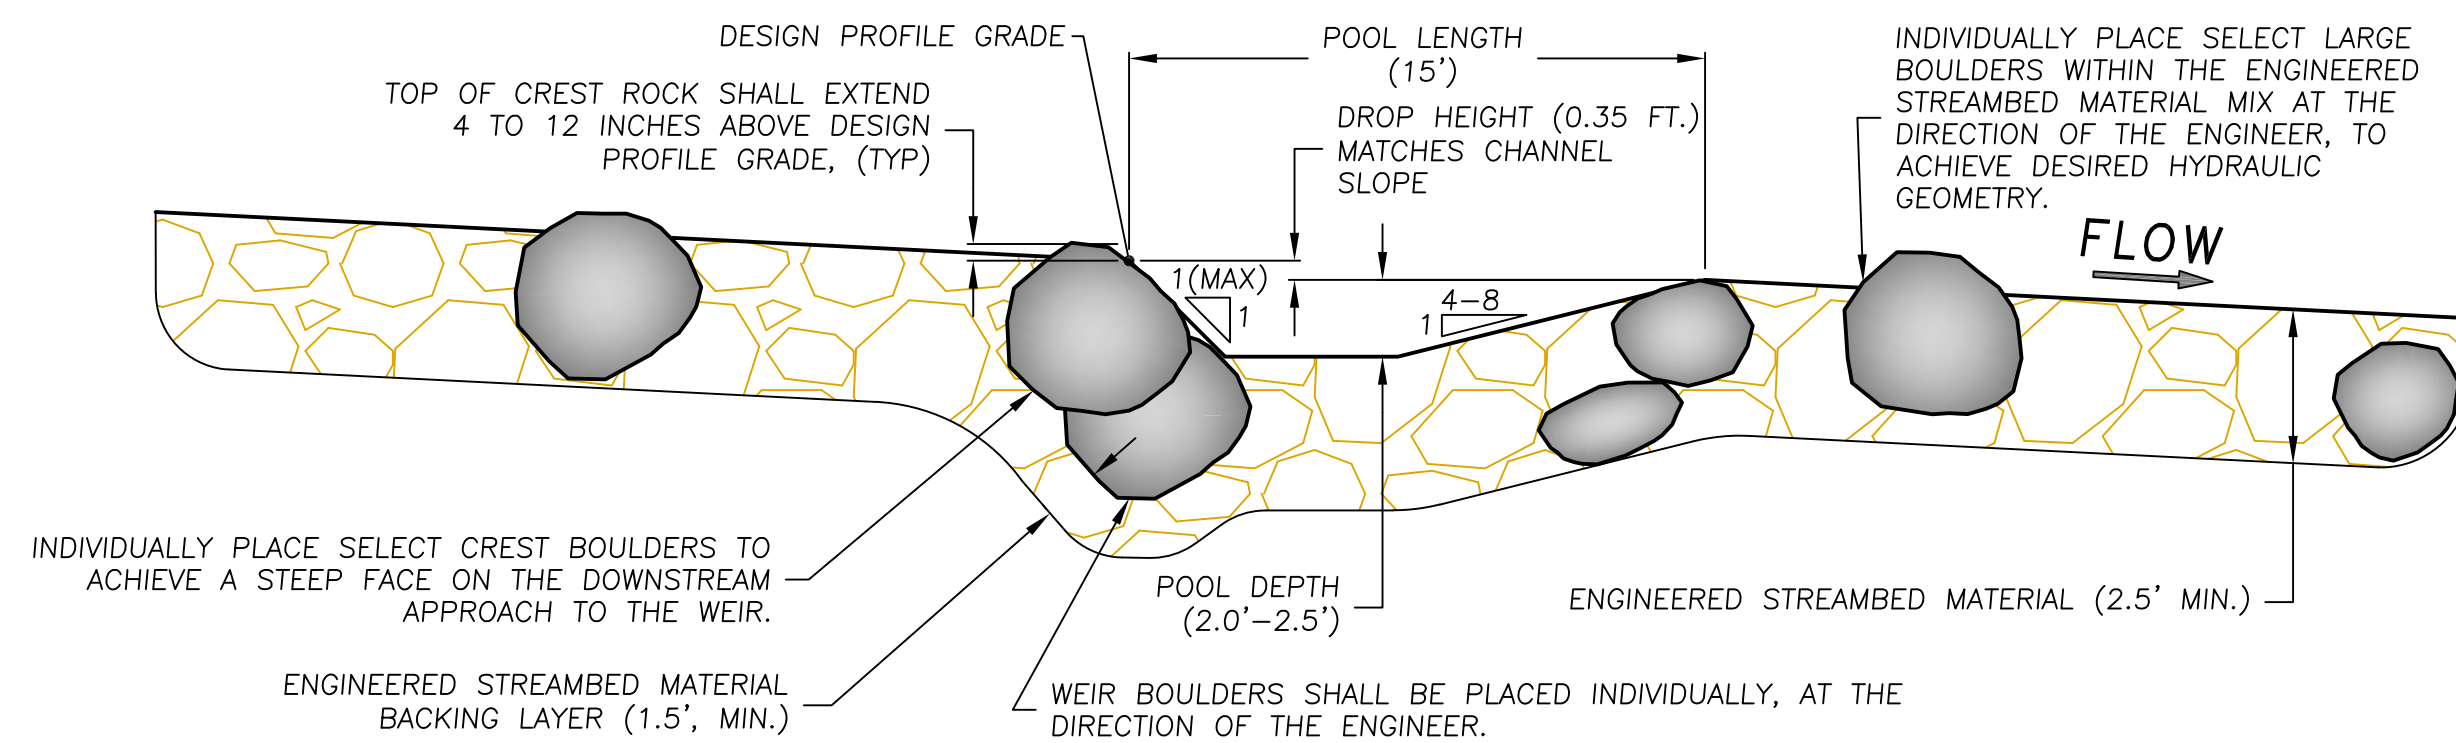 DESIGN PROFILE GRADE
TOP OF CREST ROCK SHALL EXTEND
4 TO 12 INCHES ABOVE DESIGN
PROFILE GRADE, (TYP)
POOL LENGTH
(15')
DROP HEIGHT (0.35 FT.)
MATCHES CHANNEL
SLOPE
INDIVIDUALLY PLACE SELECT LARGE
BOULDERS WITHIN THE ENGINEERED
STREAMBED MATERIAL MIX AT THE
DIRECTION OF THE ENGINEER, TO
ACHIEVE DESIRED HYDRAULIC
GEOMETRY.
FLOW
1(MAX)
1
4-8
1
INDIVIDUALLY PLACE SELECT CREST BOULDERS TO
ACHIEVE A STEEP FACE ON THE DOWNSTREAM
APPROACH TO THE WEIR.
POOL DEPTH
(2.0'-2.5')
ENGINEERED STREAMBED MATERIAL (2.5' MIN.)
ENGINEERED STREAMBED MATERIAL
BACKING LAYER (1.5', MIN.)
WEIR BOULDERS SHALL BE PLACED INDIVIDUALLY, AT THE
DIRECTION OF THE ENGINEER.